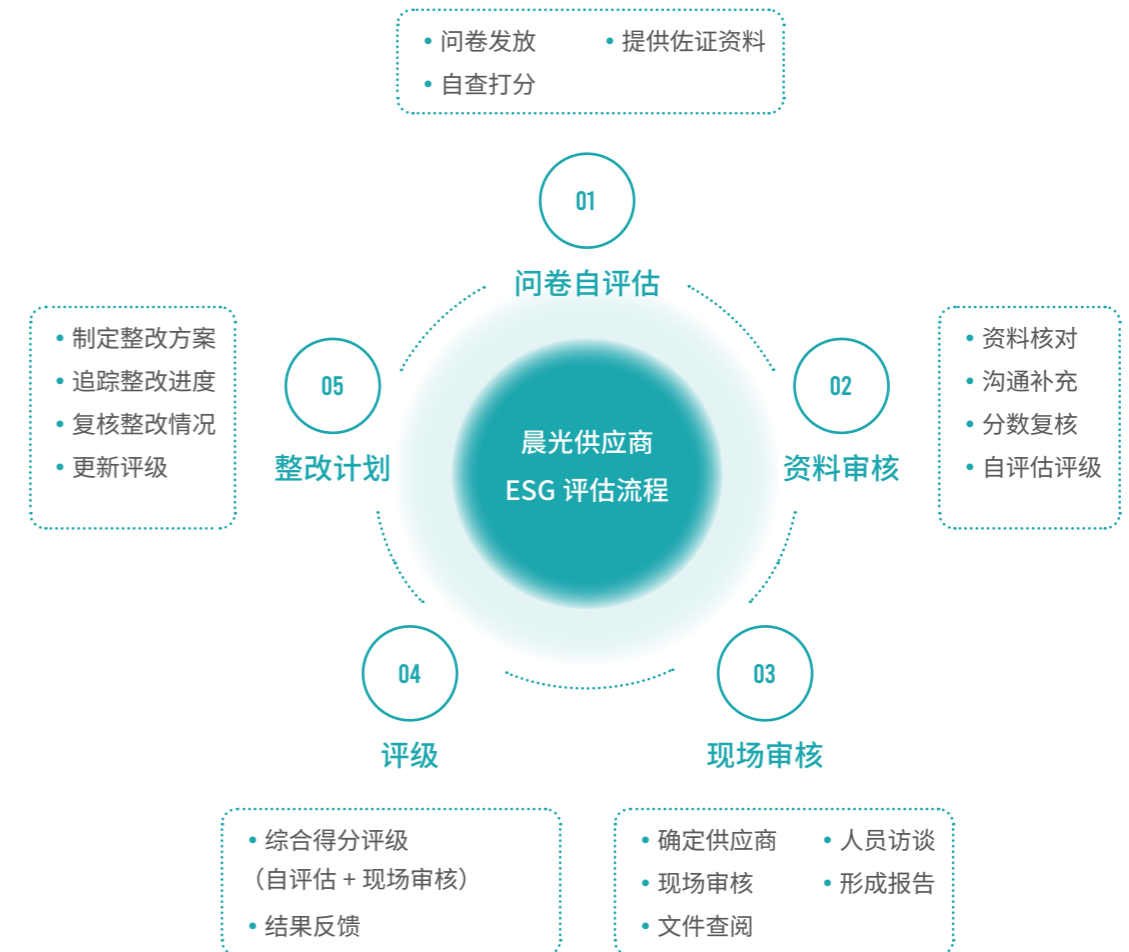 • 问卷发放
• 提供佐证资料
• 自查打分
01
问卷自评估
• 制定整改方案
• 追踪整改进度
• 复核整改情况
• 更新评级
05
整改计划
晨光供应商
ESG 评估流程
02
资料审核
• 资料核对
• 沟通补充
• 分数复核
• 自评估评级
04
评级
03
现场审核
• 综合得分评级
（自评估 + 现场审核）
• 结果反馈
• 确定供应商
• 人员访谈
• 现场审核
• 形成报告
• 文件查阅